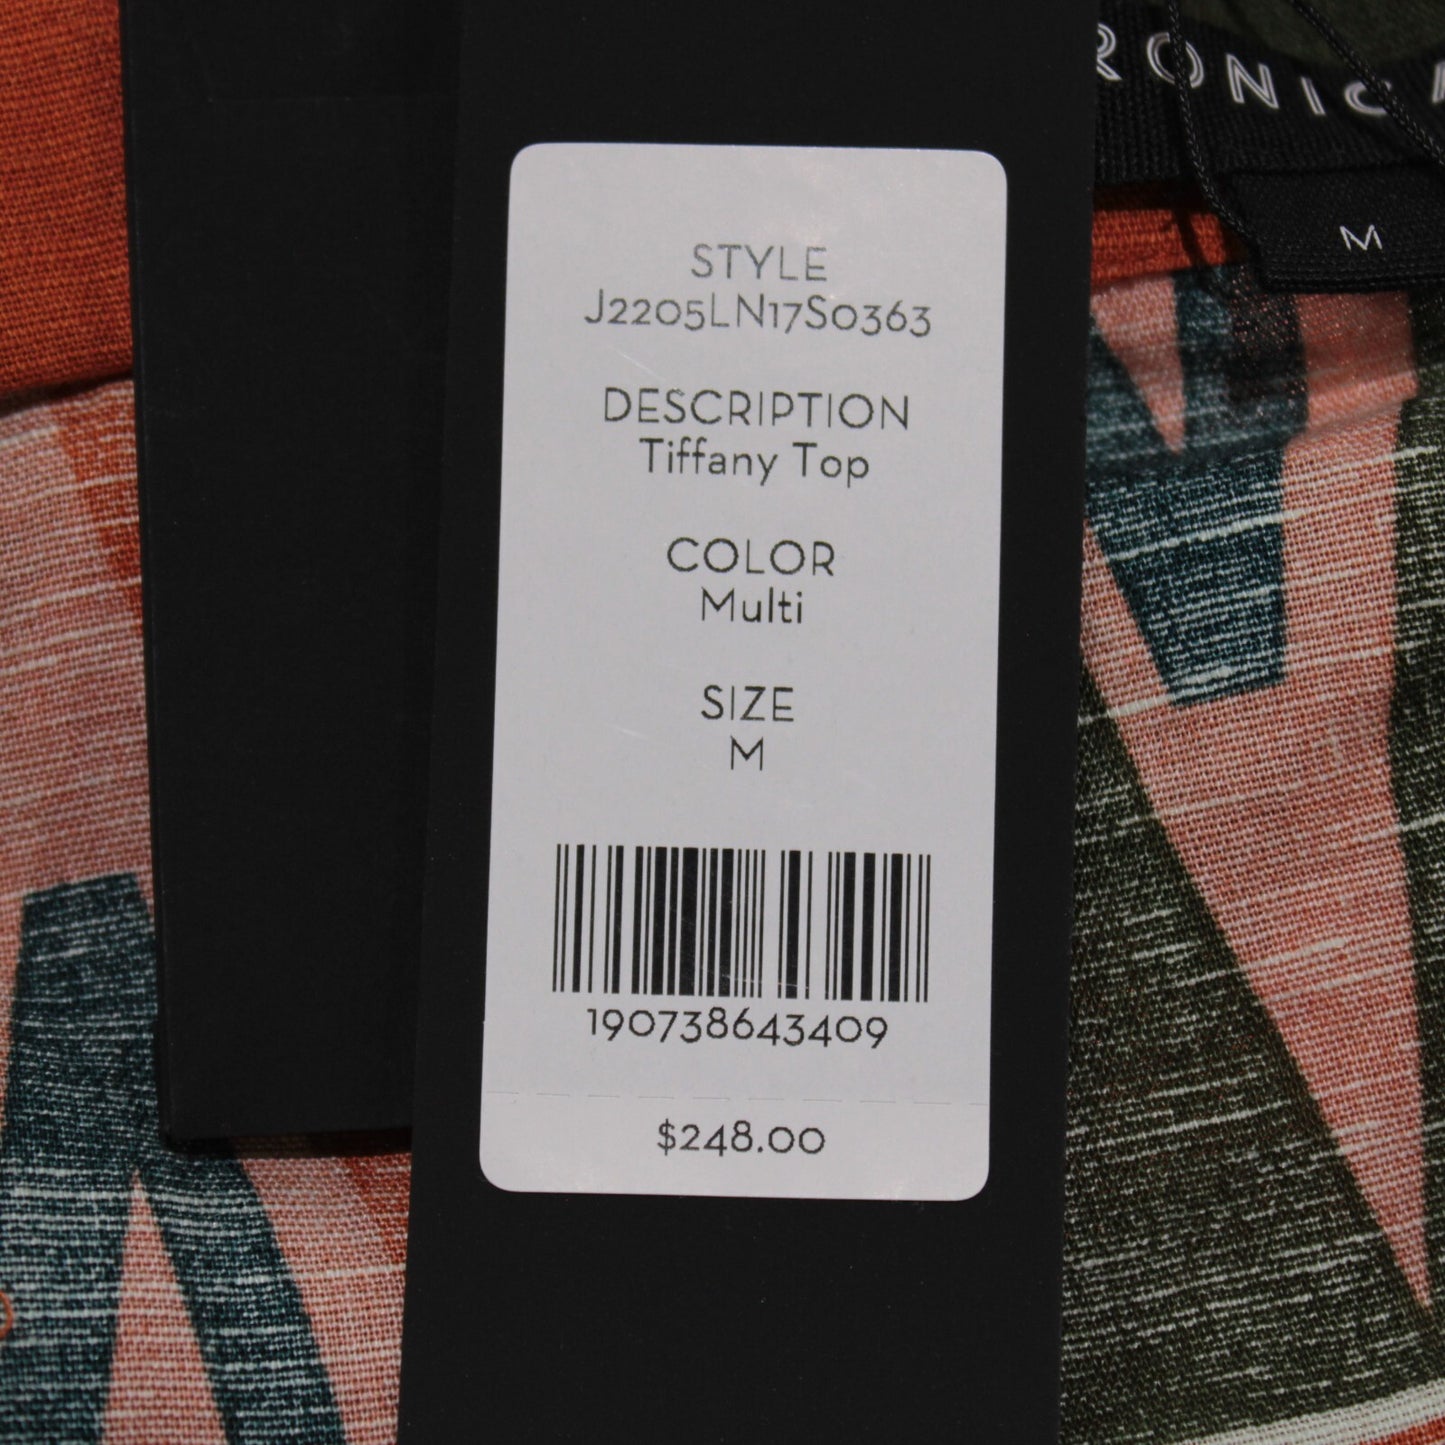 RONICA
M
STYLE
J2205LN17S0363
DESCRIPTION
Tiffany Top
COLOR
Multi
SIZE
M
190738643409
$248.00